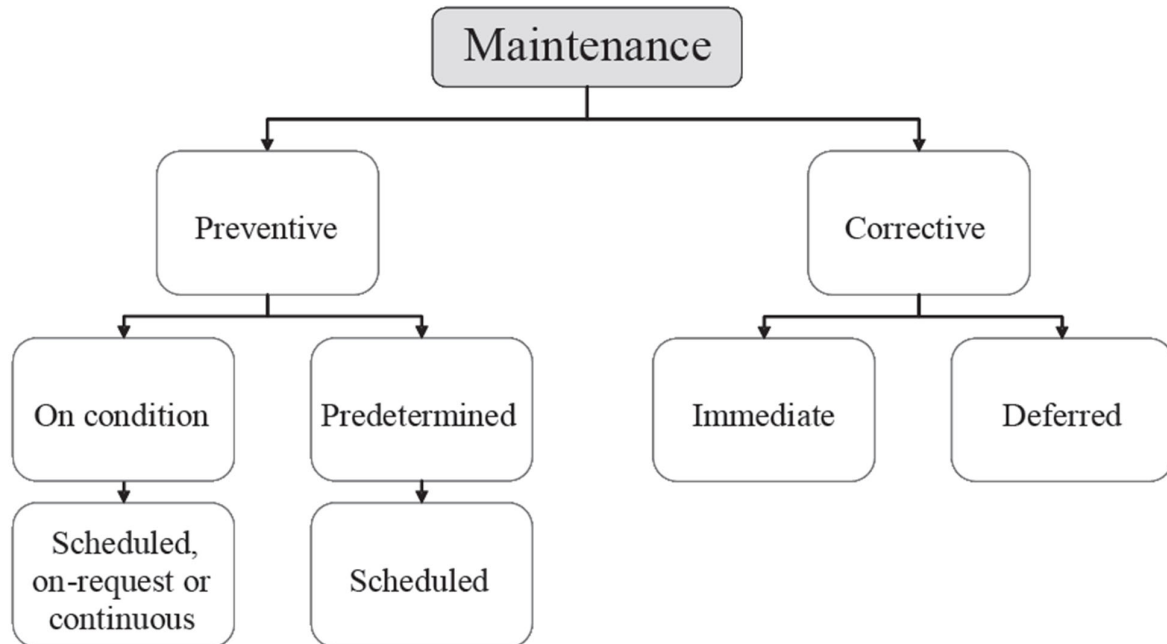 Maintenance
Preventive
Corrective
On condition
Predetermined
Immediate
Deferred
Scheduled,
on-request or
continuous
Scheduled